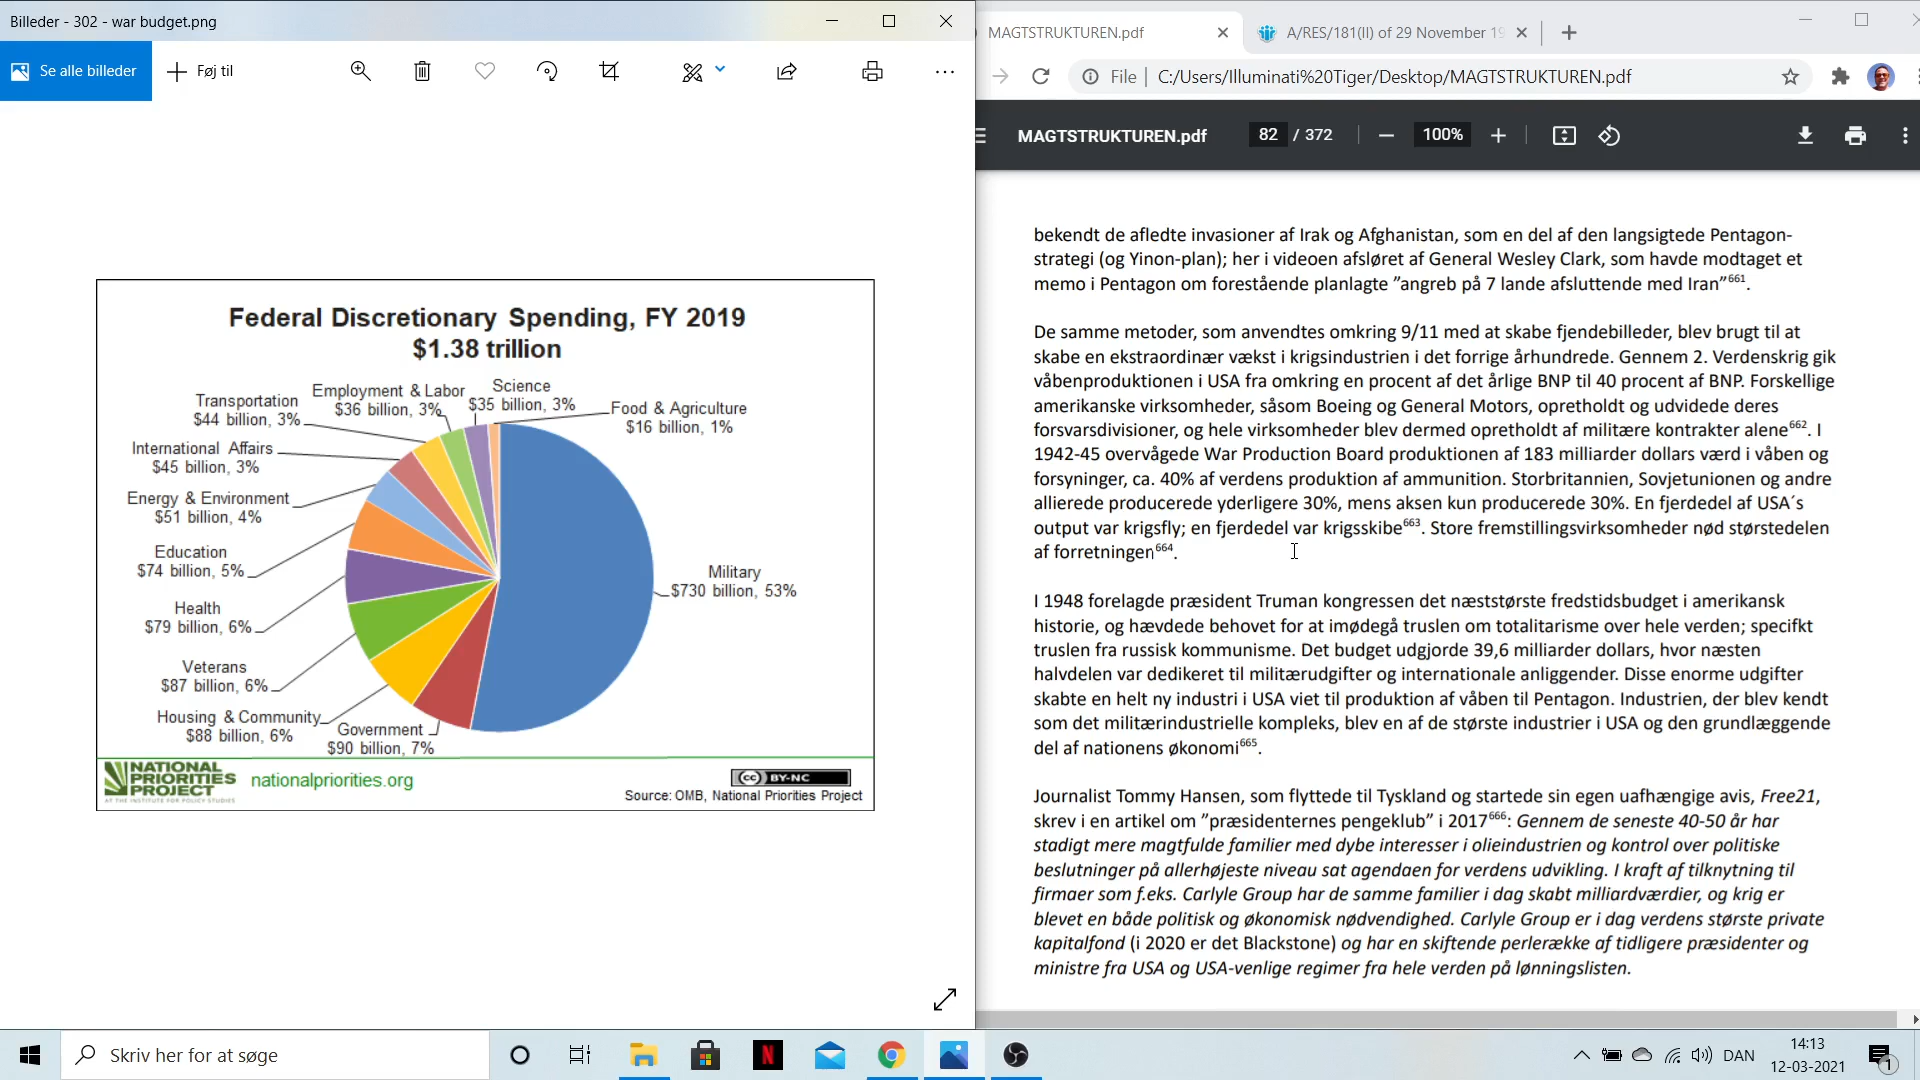 Billeder - 302 - war budget.png
Se alle billeder
Føj til
Federal Discretionary Spending, FY 2019
$1.38 trillion
Science
$35 billion, 3%
Employment & Labor
$36 billion, 3%
Transportation
$44 billion, 3%
Food & Agriculture
$16 billion, 1%
International Affairs
$45 billion, 3%
Energy & Environment
$51 billion, 4%
Education
$74 billion, 5%
Military
$730 billion, 53%
Health
$79 billion, 6%
Veterans
$87 billion, 6%
Housing & Community
$88 billion, 6%
Government
$90 billion, 7%
NATIONAL
PRIORITIES
PROJECT
AT THE INSTITUTE FOR POLICY STUDIES
nationalpriorities.org
cc BY-NC
Source: OMB, National Priorities Project
MAGTSTRUKTUREN.pdf
A/RES/181(II) of 29 November 19
File
C:/Users/Illuminati%20Tiger/Desktop/MAGTSTRUKTUREN.pdf
MAGTSTRUKTUREN.pdf
82 / 372
100%
bekendt de afledte invasioner af Irak og Afghanistan, som en del af den langsigtede Pentagon-
strategi (og Yinon-plan); her i videoen afsløret af General Wesley Clark, som havde modtaget et
memo i Pentagon om forestående planlagte ”angreb på 7 lande afsluttende med Iran”661.
De samme metoder, som anvendtes omkring 9/11 med at skabe fjendebilleder, blev brugt til at
skabe en ekstraordinær vækst i krigsindustrien i det forrige århundrede. Gennem 2. Verdenskrig gik
våbenproduktionen i USA fra omkring en procent af det årlige BNP til 40 procent af BNP. Forskellige
amerikanske virksomheder, såsom Boeing og General Motors, opretholdt og udvidede deres
forsvarsdivisioner, og hele virksomheder blev dermed opretholdt af militære kontrakter alene662. I
1942-45 overvågede War Production Board produktionen af 183 milliarder dollars værd i våben og
forsyninger, ca. 40% af verdens produktion af ammunition. Storbritannien, Sovjetunionen og andre
allierede producerede yderligere 30%, mens aksen kun producerede 30%. En fjerdedel af USA´s
output var krigsfly; en fjerdedel var krigsskibe663. Store fremstillingsvirksomheder nød størstedelen
af forretningen664.
I 1948 forelagde præsident Truman kongressen det næststørste fredstidsbudget i amerikansk
historie, og hævdede behovet for at imødegå truslen om totalitarisme over hele verden; specifkt
truslen fra russisk kommunisme. Det budget udgjorde 39,6 milliarder dollars, hvor næsten
halvdelen var dedikeret til militærudgifter og internationale anliggender. Disse enorme udgifter
skabte en helt ny industri i USA viet til produktion af våben til Pentagon. Industrien, der blev kendt
som det militærindustrielle kompleks, blev en af de største industrier i USA og den grundlæggende
del af nationens økonomi665.
Journalist Tommy Hansen, som flyttede til Tyskland og startede sin egen uafhængige avis, Free21,
skrev i en artikel om ”præsidenternes pengeklub” i 2017666: Gennem de seneste 40-50 år har
stadigt mere magtfulde familier med dybe interesser i olieindustrien og kontrol over politiske
beslutninger på allerhøjeste niveau sat agendaen for verdens udvikling. I kraft af tilknytning til
firmaer som f.eks. Carlyle Group har de samme familier i dag skabt milliardværdier, og krig er
blevet en både politisk og økonomisk nødvendighed. Carlyle Group er i dag verdens største private
kapitalfond (i 2020 er det Blackstone) og har en skiftende perlerække af tidligere præsidenter og
ministre fra USA og USA-venlige regimer fra hele verden på lønningslisten.
Skriv her for at søge
N
DAN
14:13
12-03-2021
1